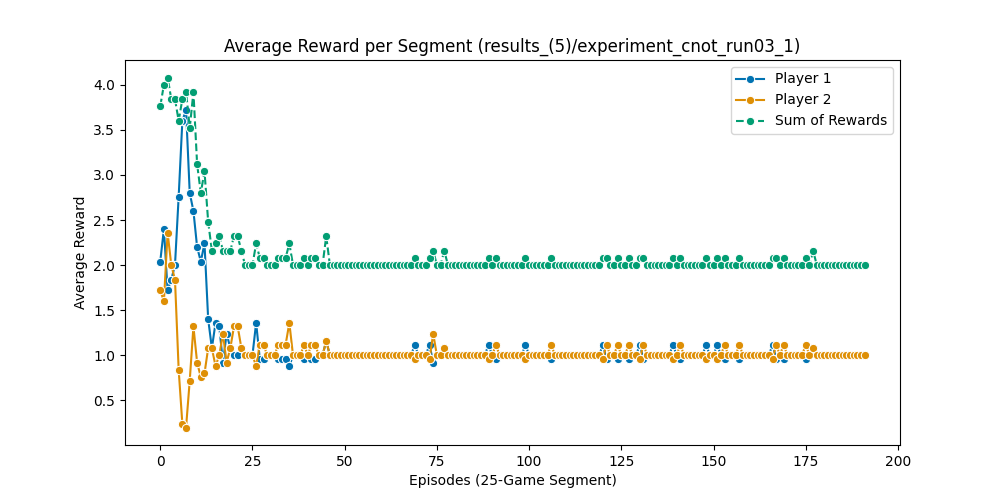 Average Reward per Segment (results_(5)/experiment_cnot_run03_1)
Player 1
Player 2
Sum of Rewards
4.0
3.5
3.0
2.5
2.0
1.5
1.0
0.5
Average Reward
0 25 50 75 100 125 150 175 200
Episodes (25-Game Segment)